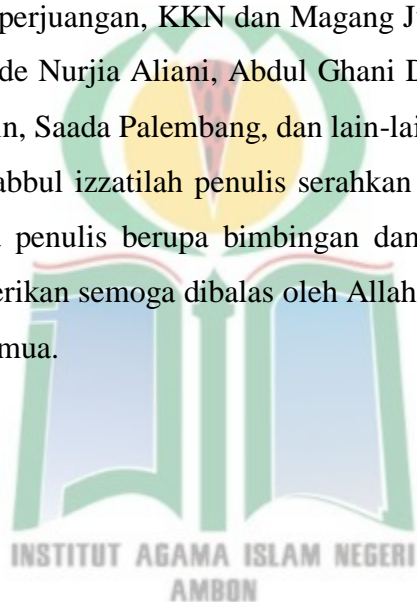 perjuangan, KKN dan Magang
de Nurjia Aliani, Abdul Ghani
in, Saada Palembang, dan lain-lai
abbul izzatilah penulis serahkan
penulis berupa bimbingan dan
erikan semoga dibalas oleh Allah
mua.
INSTITUT AGAMA ISLAM NEGERI
AMBON